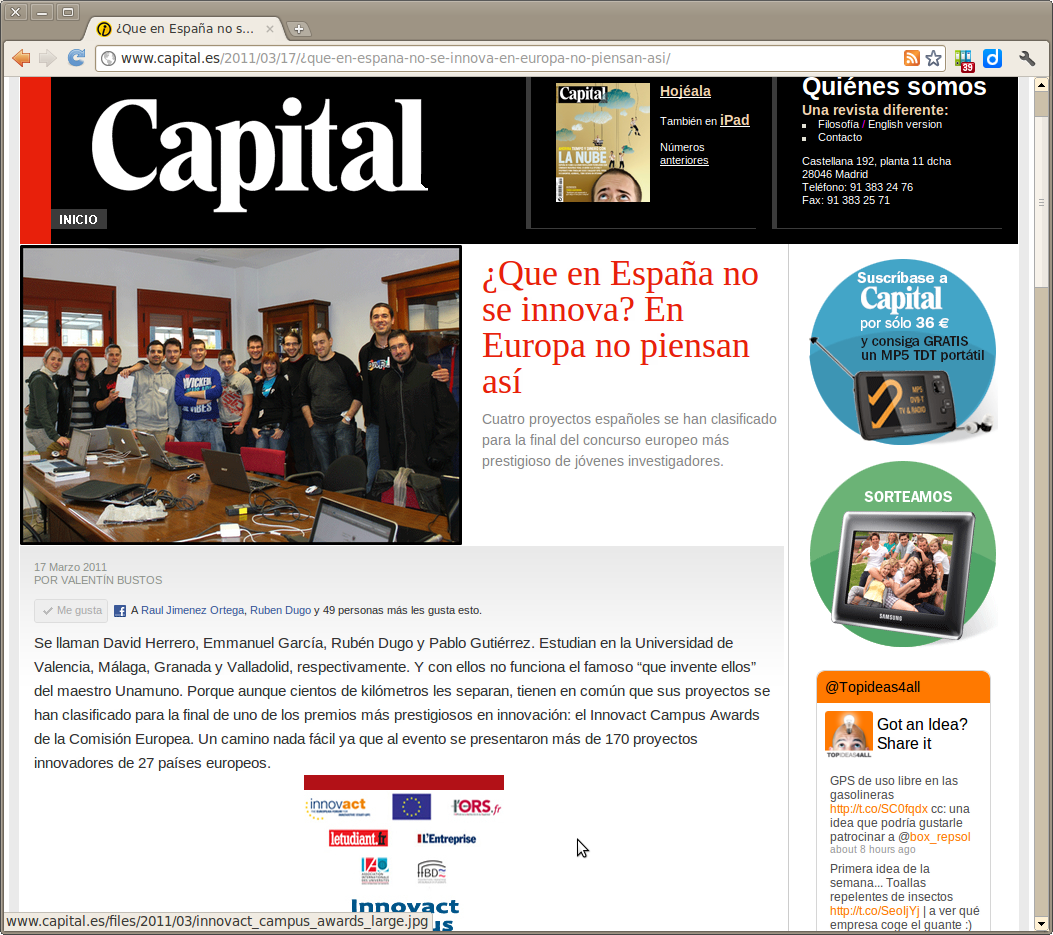 ¿Que en España no s...
www.capital.es/2011/03/17/¿que-en-espana-no-se-innova-en-europa-no-piensan-asi/
39
Capital
INICIO
Capital
LA NUBE
Hojéala
También en iPad
Números
anteriores
Quiénes somos
Una revista diferente:
Filosofía / English version
Contacto
Castellana 192, planta 11 dcha
28046 Madrid
Teléfono: 91 383 24 76
Fax: 91 383 25 71
¿Que en España no
se innova? En
Europa no piensan
así
Cuatro proyectos españoles se han clasificado
para la final del concurso europeo más
prestigioso de jóvenes investigadores.
17 Marzo 2011
POR VALENTÍN BUSTOS
Me gusta
A Raul Jimenez Ortega, Ruben Dugo y 49 personas más les gusta esto.
Se llaman David Herrero, Emmanuel García, Rubén Dugo y Pablo Gutiérrez. Estudian en la Universidad de
Valencia, Málaga, Granada y Valladolid, respectivamente. Y con ellos no funciona el famoso “que invente ellos”
del maestro Unamuno. Porque aunque cientos de kilómetros les separan, tienen en común que sus proyectos se
han clasificado para la final de uno de los premios más prestigiosos en innovación: el Innovact Campus Awards
de la Comisión Europea. Un camino nada fácil ya que al evento se presentaron más de 170 proyectos
innovadores de 27 países europeos.
innovact
l'ORS.fr
letudiant.fr
L'Entreprise
Innovact
us
Suscríbase a
Capital
por sólo 36 €
y consiga GRATIS
un MP5 TDT portátil
MP5
DVB-T
TV & RADIO
SORTEAMOS
SAMSUNG
@Topideas4all
TOPIDEAS4ALL
Got an Idea?
Share it
GPS de uso libre en las
gasolineras
http://t.co/SC0fqdx cc: una
idea que podría gustarle
patrocinar a @box_repsol
about 8 hours ago
Primera idea de la
semana... Toallas
repelentes de insectos
http://t.co/SeoIjYj | a ver qué
empresa coge el guante :)
www.capital.es/files/2011/03/innovact_campus_awards_large.jpg